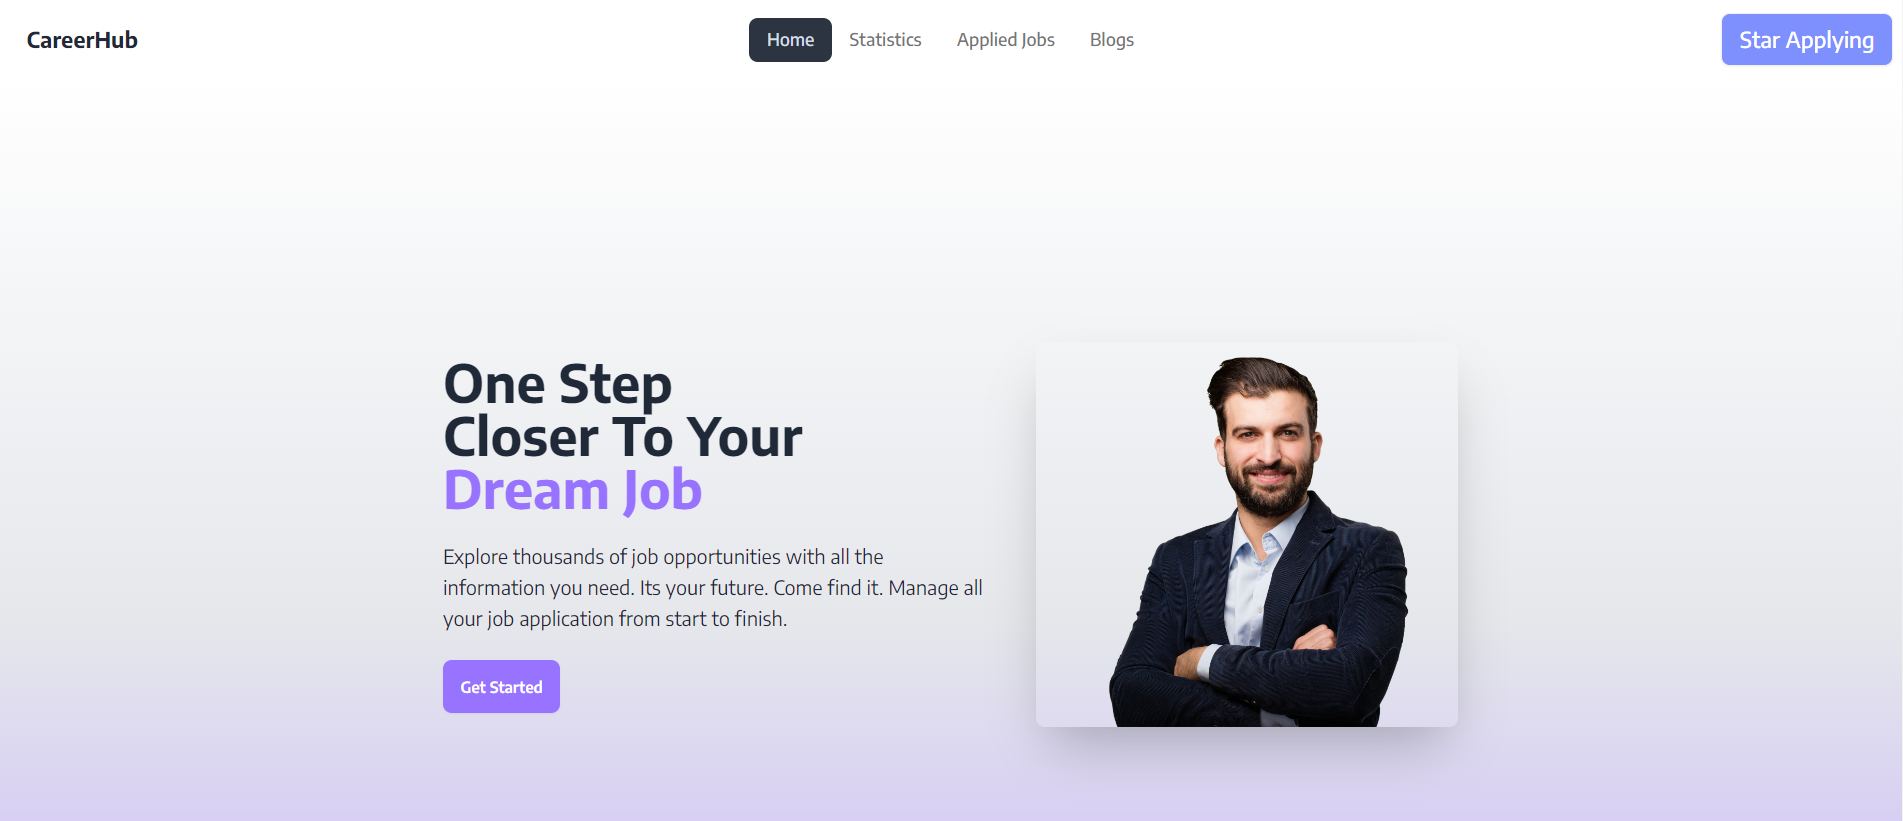 CareerHub
Home
Statistics
Applied Jobs
Blogs
Star Applying
One Step
Closer To Your
Dream Job
Explore thousands of job opportunities with all the
information you need. Its your future. Come find it. Manage all
your job application from start to finish.
Get Started